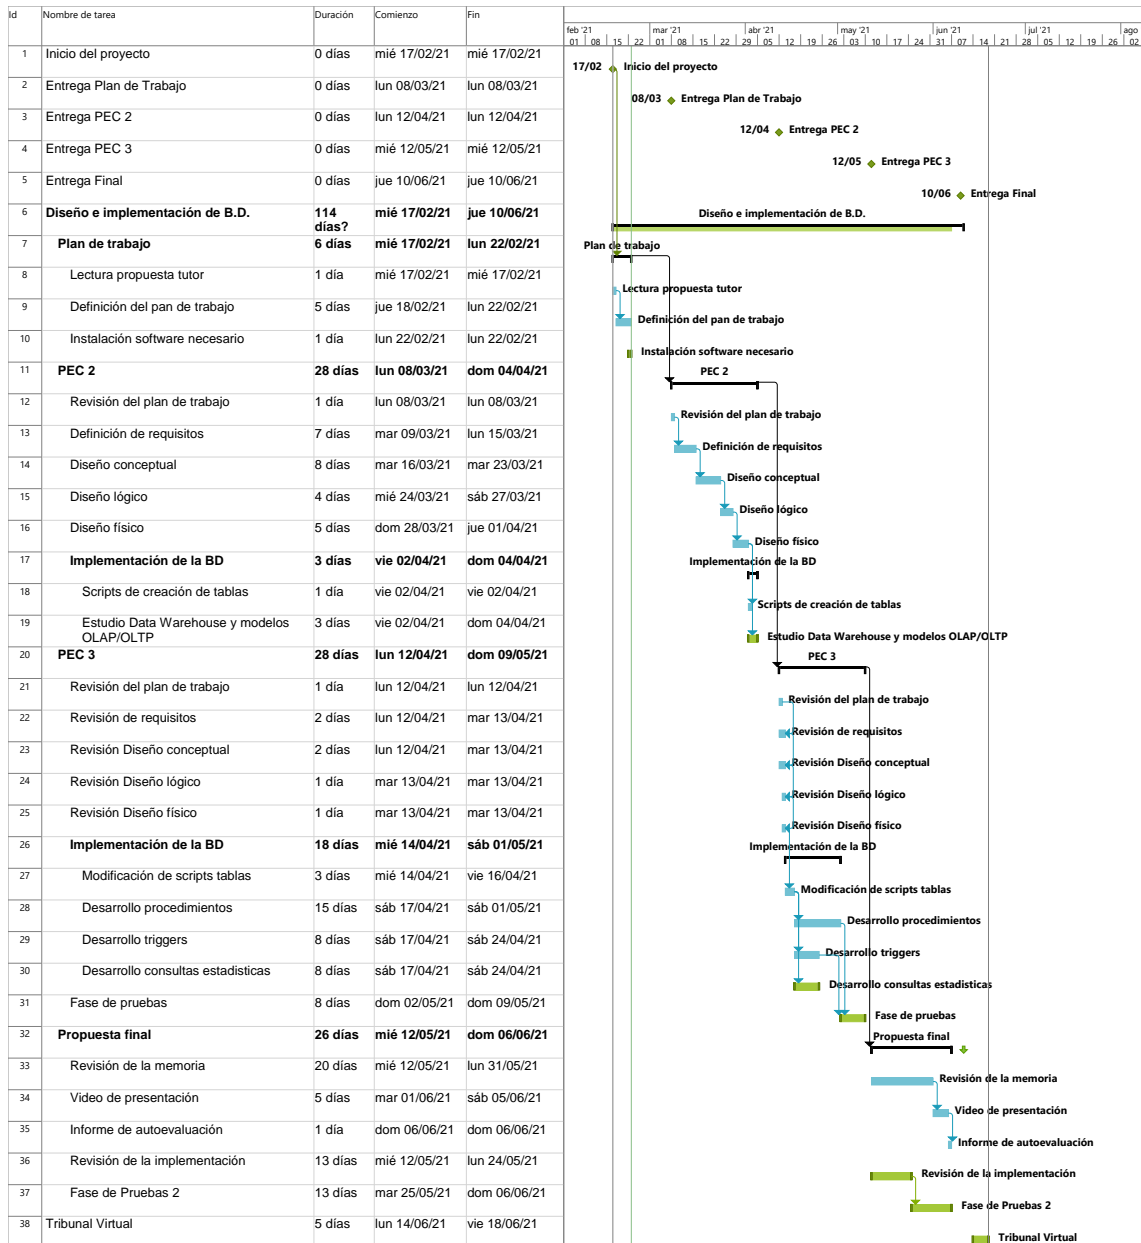 Id Nombre de tarea Duración Comienzo Fin
feb '21 mar '21 abr '21 may '21 jun '21 jul '21 ago
01 08 15 22 01 08 15 22 29 05 12 19 26 03 10 17 24 31 07 14 21 28 05 12 19 26 02
1 Inicio del proyecto 0 días mié 17/02/21 mié 17/02/21 17/02 Inicio del proyecto
2 Entrega Plan de Trabajo 0 días lun 08/03/21 lun 08/03/21 08/03 Entrega Plan de Trabajo
3 Entrega PEC 2 0 días lun 12/04/21 lun 12/04/21 12/04 Entrega PEC 2
4 Entrega PEC 3 0 días mié 12/05/21 mié 12/05/21 12/05 Entrega PEC 3
5 Entrega Final 0 días jue 10/06/21 jue 10/06/21 10/06 Entrega Final
6 Diseño e implementación de B.D. 114 días? mié 17/02/21 jue 10/06/21 Diseño e implementación de B.D.
7 Plan de trabajo 6 días mié 17/02/21 lun 22/02/21 Plan de trabajo
8 Lectura propuesta tutor 1 día mié 17/02/21 mié 17/02/21 Lectura propuesta tutor
9 Definición del pan de trabajo 5 días jue 18/02/21 lun 22/02/21 Definición del pan de trabajo
10 Instalación software necesario 1 día lun 22/02/21 lun 22/02/21 Instalación software necesario
11 PEC 2 28 días lun 08/03/21 dom 04/04/21 PEC 2
12 Revisión del plan de trabajo 1 día lun 08/03/21 lun 08/03/21 Revisión del plan de trabajo
13 Definición de requisitos 7 días mar 09/03/21 lun 15/03/21 Definición de requisitos
14 Diseño conceptual 8 días mar 16/03/21 mar 23/03/21 Diseño conceptual
15 Diseño lógico 4 días mié 24/03/21 sáb 27/03/21 Diseño lógico
16 Diseño físico 5 días dom 28/03/21 jue 01/04/21 Diseño físico
17 Implementación de la BD 3 días vie 02/04/21 dom 04/04/21 Implementación de la BD
18 Scripts de creación de tablas 1 día vie 02/04/21 vie 02/04/21 Scripts de creación de tablas
19 Estudio Data Warehouse y modelos OLAP/OLTP 3 días vie 02/04/21 dom 04/04/21 Estudio Data Warehouse y modelos OLAP/OLTP
20 PEC 3 28 días lun 12/04/21 dom 09/05/21 PEC 3
21 Revisión del plan de trabajo 1 día lun 12/04/21 lun 12/04/21 Revisión del plan de trabajo
22 Revisión de requisitos 2 días lun 12/04/21 mar 13/04/21 Revisión de requisitos
23 Revisión Diseño conceptual 2 días lun 12/04/21 mar 13/04/21 Revisión Diseño conceptual
24 Revisión Diseño lógico 1 día mar 13/04/21 mar 13/04/21 Revisión Diseño lógico
25 Revisión Diseño físico 1 día mar 13/04/21 mar 13/04/21 Revisión Diseño físico
26 Implementación de la BD 18 días mié 14/04/21 sáb 01/05/21 Implementación de la BD
27 Modificación de scripts tablas 3 días mié 14/04/21 vie 16/04/21 Modificación de scripts tablas
28 Desarrollo procedimientos 15 días sáb 17/04/21 sáb 01/05/21 Desarrollo procedimientos
29 Desarrollo triggers 8 días sáb 17/04/21 sáb 24/04/21 Desarrollo triggers
30 Desarrollo consultas estadisticas 8 días sáb 17/04/21 sáb 24/04/21 Desarrollo consultas estadisticas
31 Fase de pruebas 8 días dom 02/05/21 dom 09/05/21 Fase de pruebas
32 Propuesta final 26 días mié 12/05/21 dom 06/06/21 Propuesta final
33 Revisión de la memoria 20 días mié 12/05/21 lun 31/05/21 Revisión de la memoria
34 Video de presentación 5 días mar 01/06/21 sáb 05/06/21 Video de presentación
35 Informe de autoevaluación 1 día dom 06/06/21 dom 06/06/21 Informe de autoevaluación
36 Revisión de la implementación 13 días mié 12/05/21 lun 24/05/21 Revisión de la implementación
37 Fase de Pruebas 2 13 días mar 25/05/21 dom 06/06/21 Fase de Pruebas 2
38 Tribunal Virtual 5 días lun 14/06/21 vie 18/06/21 Tribunal Virtual